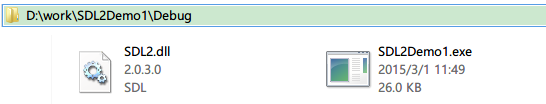 D:\work\SDL2Demo1\Debug
SDL2.dll
2.0.3.0
SDL
SDL2Demo1.exe
2015/3/1 11:49
26.0 KB